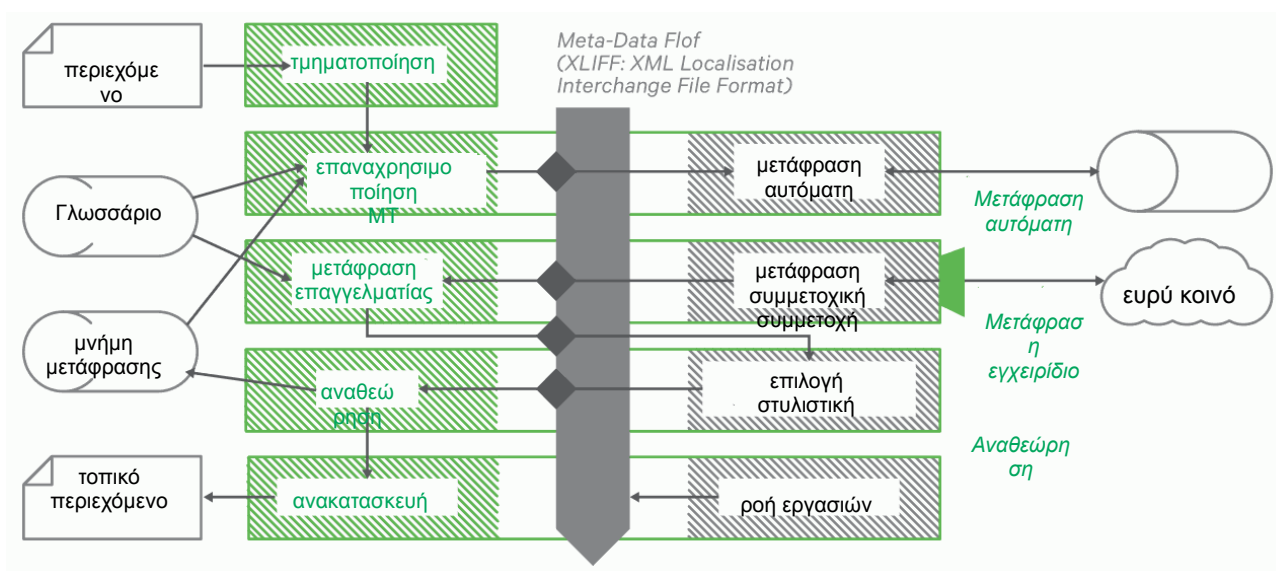 περιεχόμε
νο
τμηματοποίηση
Meta-Data Flof
(XLIFF: XML Localisation
Interchange File Format)
επαναχρησιμο
ποίηση
ΜΤ
μετάφραση
αυτόματη
Μετάφραση
αυτόματη
Γλωσσάριο
μετάφραση
επαγγελματίας
μετάφραση
συμμετοχική
συμμετοχή
ευρύ κοινό
Μετάφρασ
η
εγχειρίδιο
μνήμη
μετάφρασης
αναθεώ
ρηση
επιλογή
στυλιστική
Αναθεώρη
ση
τοπικό
περιεχόμενο
ανακατασκευή
ροή εργασιών